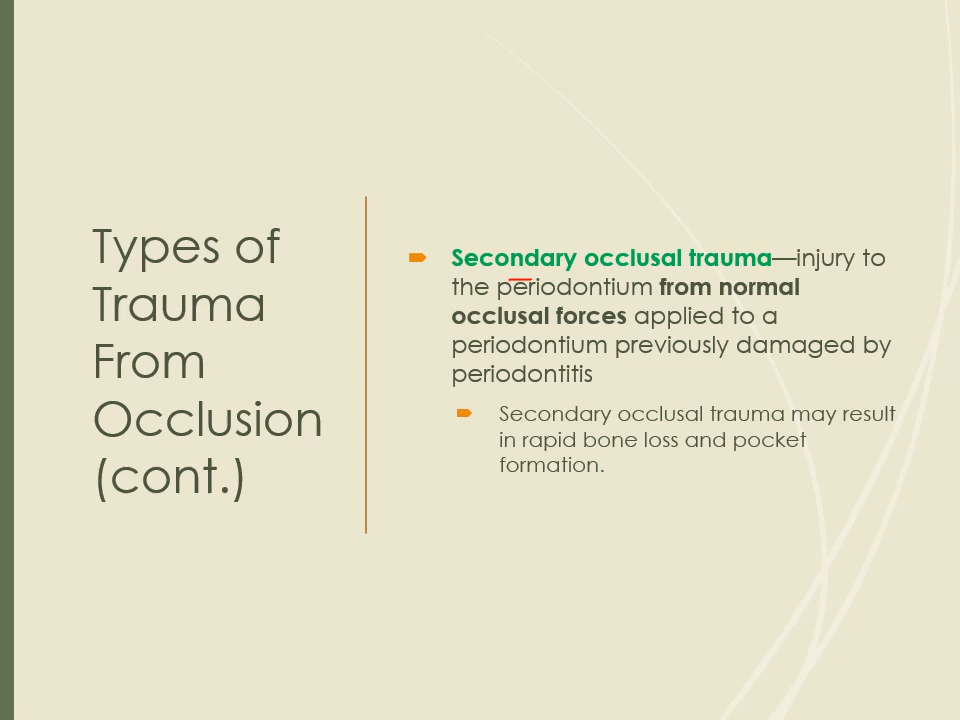 Types of
Trauma
From
Occlusion
(cont.)
Secondary occlusal trauma—injury to
the periodontium from normal
occlusal forces applied to a
periodontium previously damaged by
periodontitis
Secondary occlusal trauma may result
in rapid bone loss and pocket
formation.